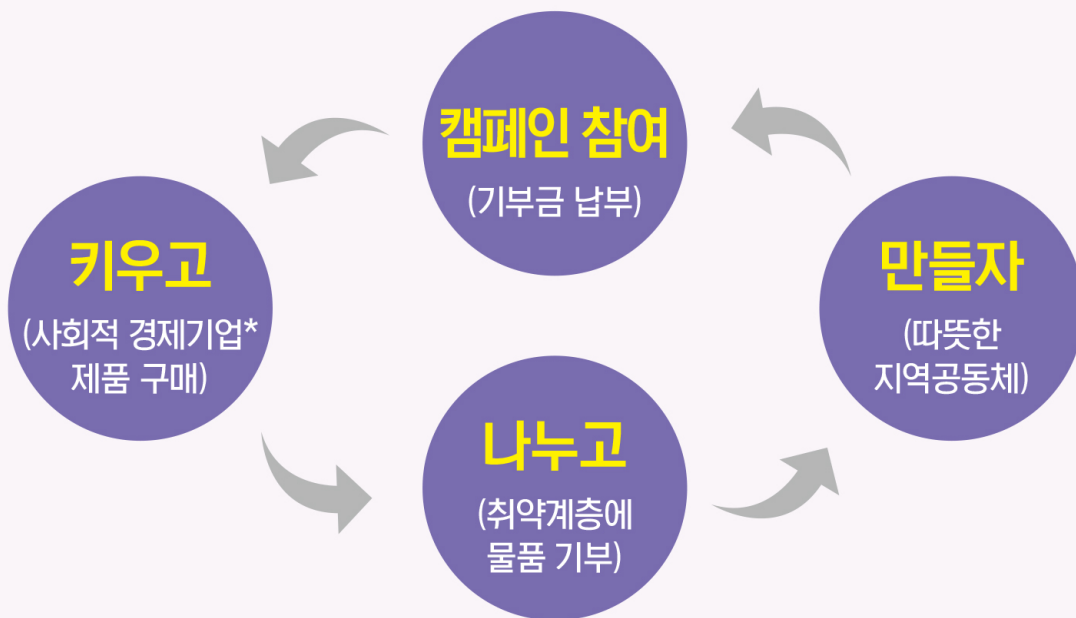 캠페인 참여
(기부금 납부)
키우고
(사회적 경제기업*
제품 구매)
나누고
(취약계층에
물품 기부)
만들자
(따뜻한
지역공동체)